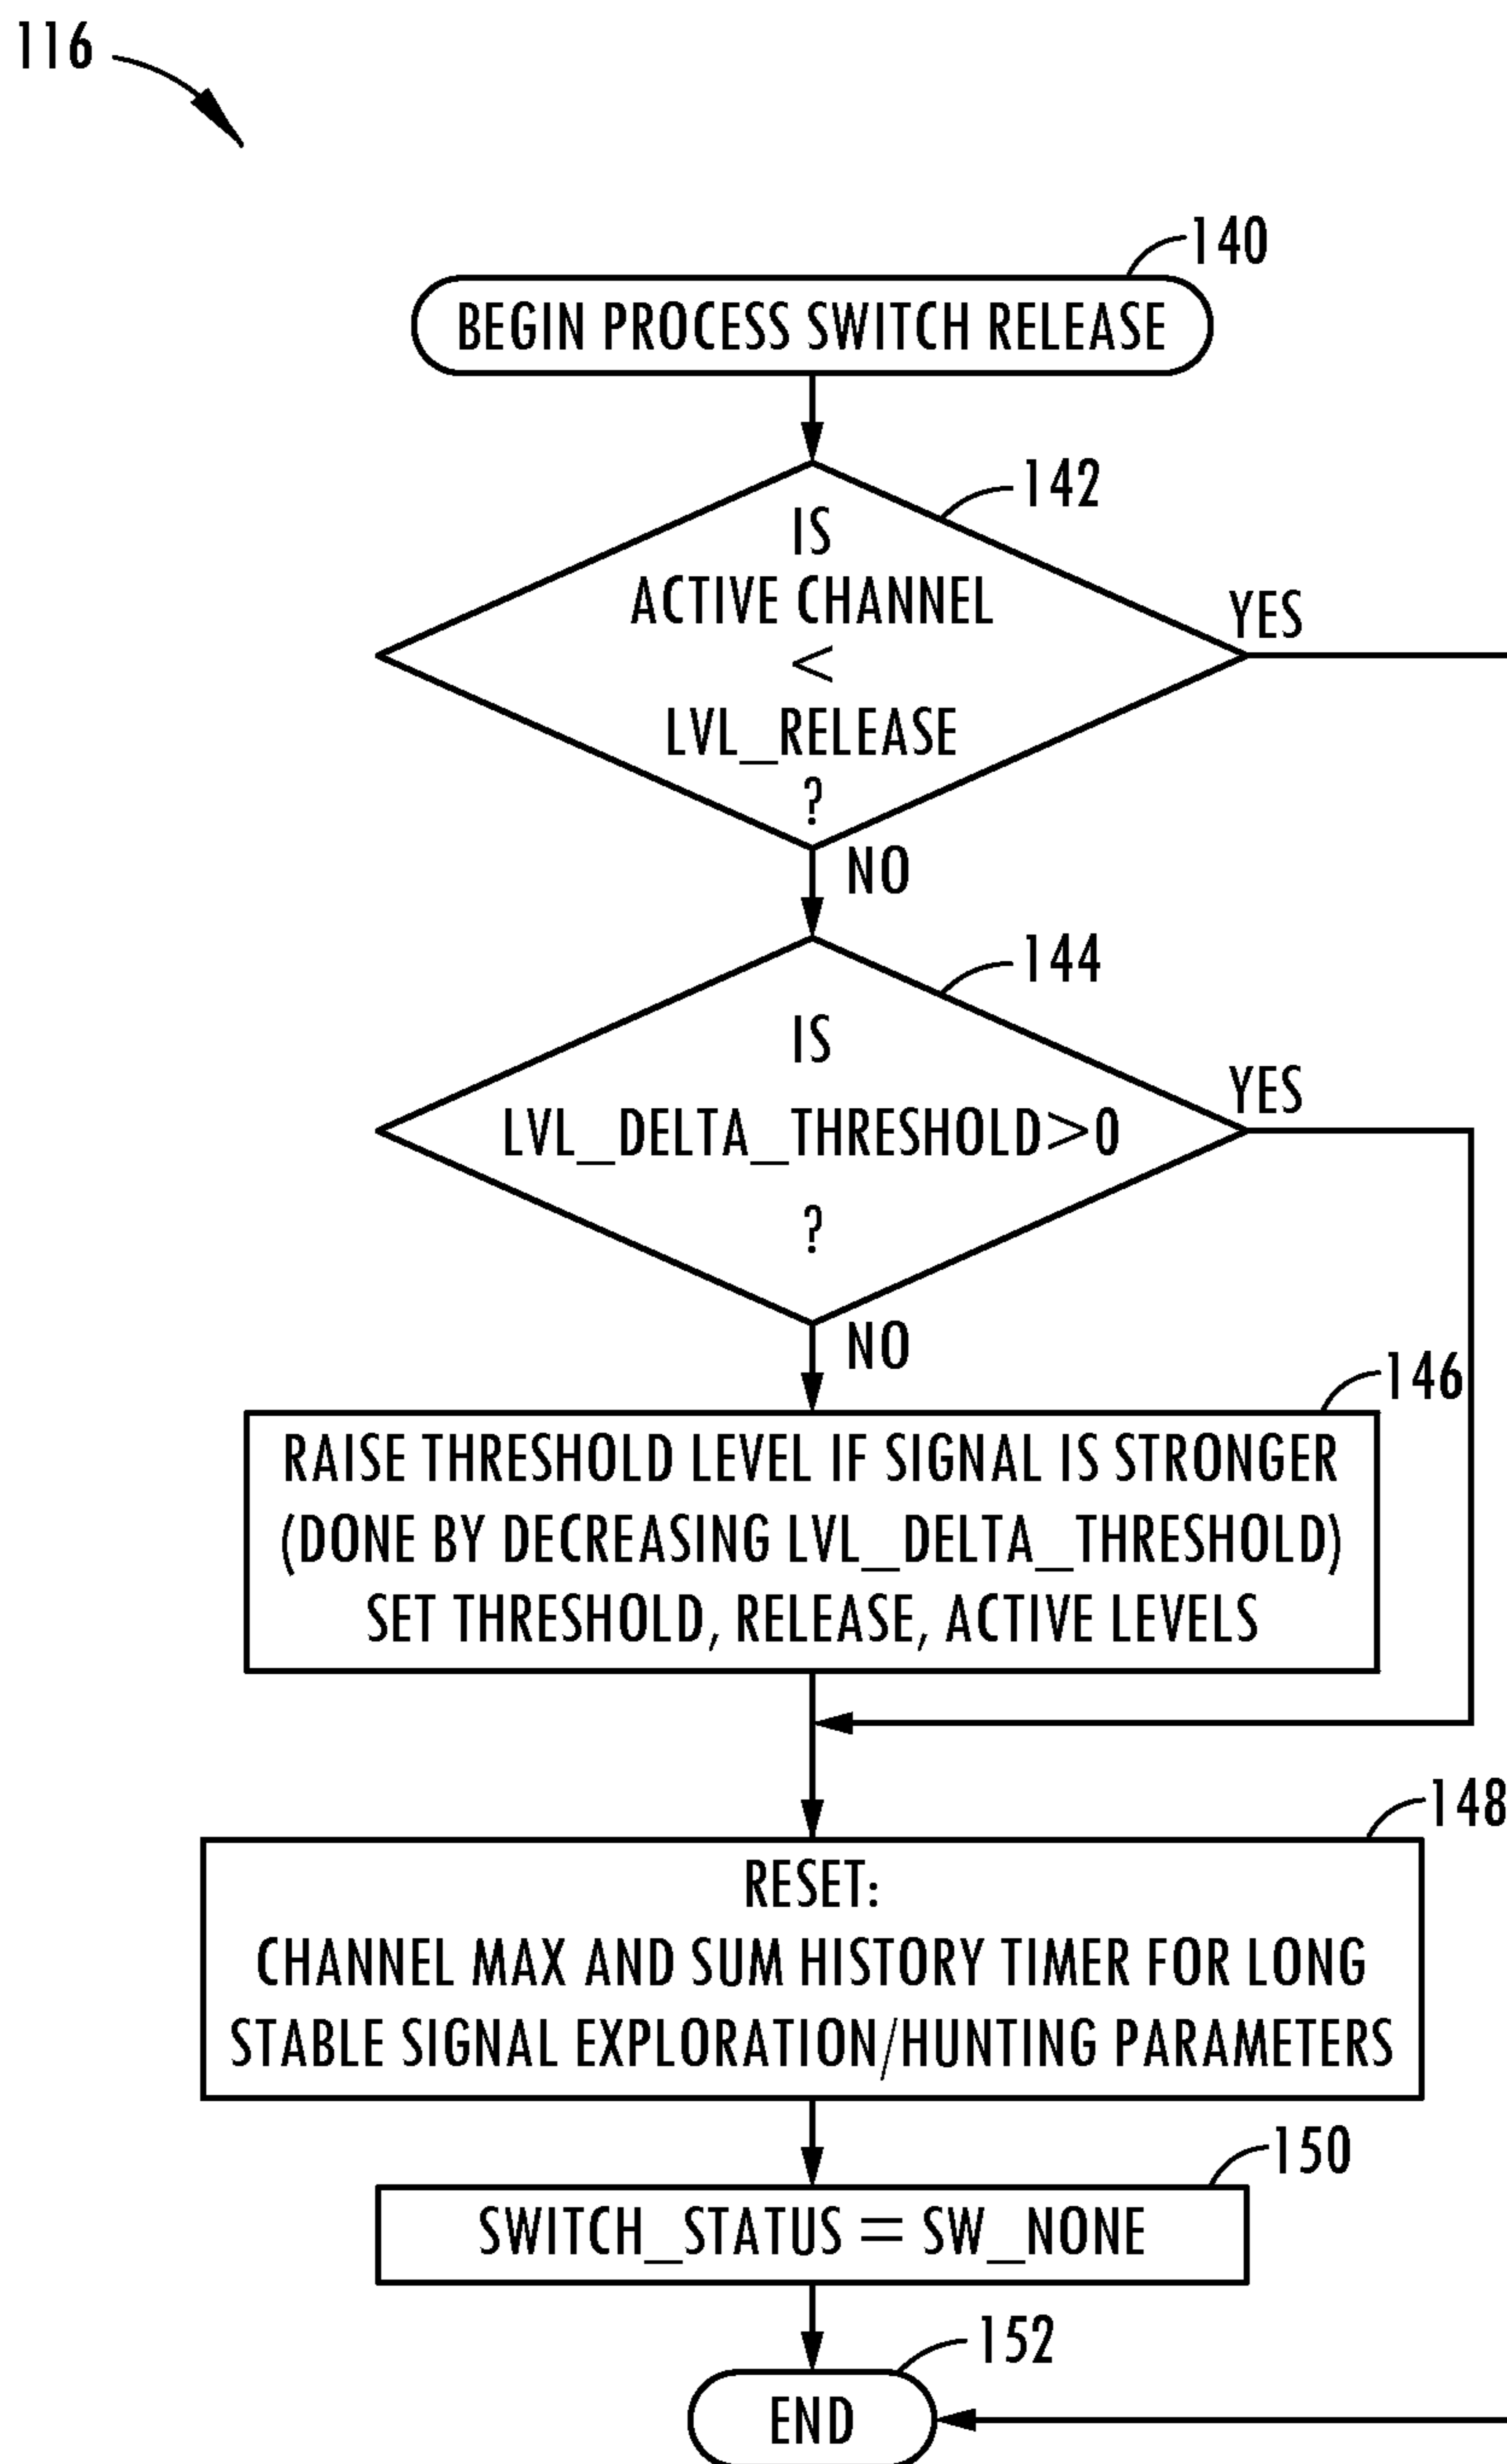 116
140
BEGIN PROCESS SWITCH RELEASE
142
IS
ACTIVE CHANNEL
<
LVL_RELEASE
?
YES
NO
144
IS
LVL_DELTA_THRESHOLD>0
?
YES
NO
146
RAISE THRESHOLD LEVEL IF SIGNAL IS STRONGER
(DONE BY DECREASING LVL_DELTA_THRESHOLD)
SET THRESHOLD, RELEASE, ACTIVE LEVELS
148
RESET:
CHANNEL MAX AND SUM HISTORY TIMER FOR LONG
STABLE SIGNAL EXPLORATION/HUNTING PARAMETERS
150
SWITCH_STATUS = SW_NONE
152
END